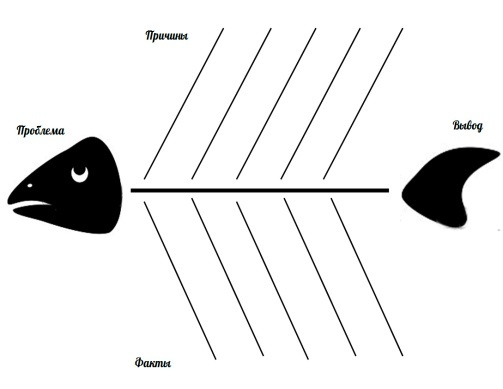 Причины
Проблема
Вывод
Факты